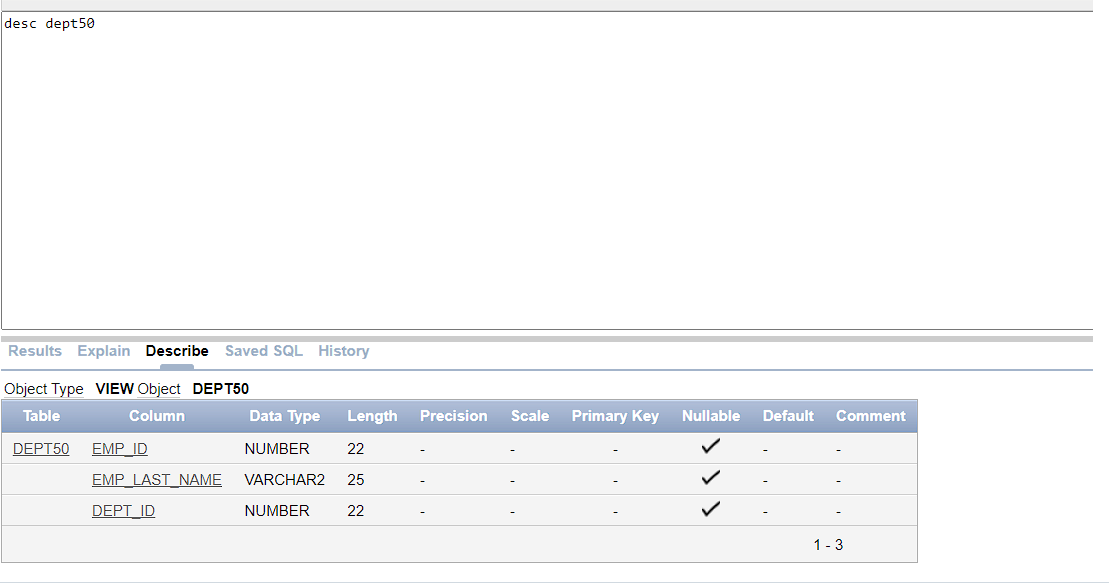 desc dept50
Results Explain Describe Saved SQL History
Object Type VIEW Object DEPT50
Table Column Data Type Length Precision Scale Primary Key Nullable Default Comment
DEPT50 EMP_ID NUMBER 22 - - - ✓ - -
EMP_LAST_NAME VARCHAR2 25 - - - ✓ - -
DEPT_ID NUMBER 22 - - - ✓ - -
1 - 3